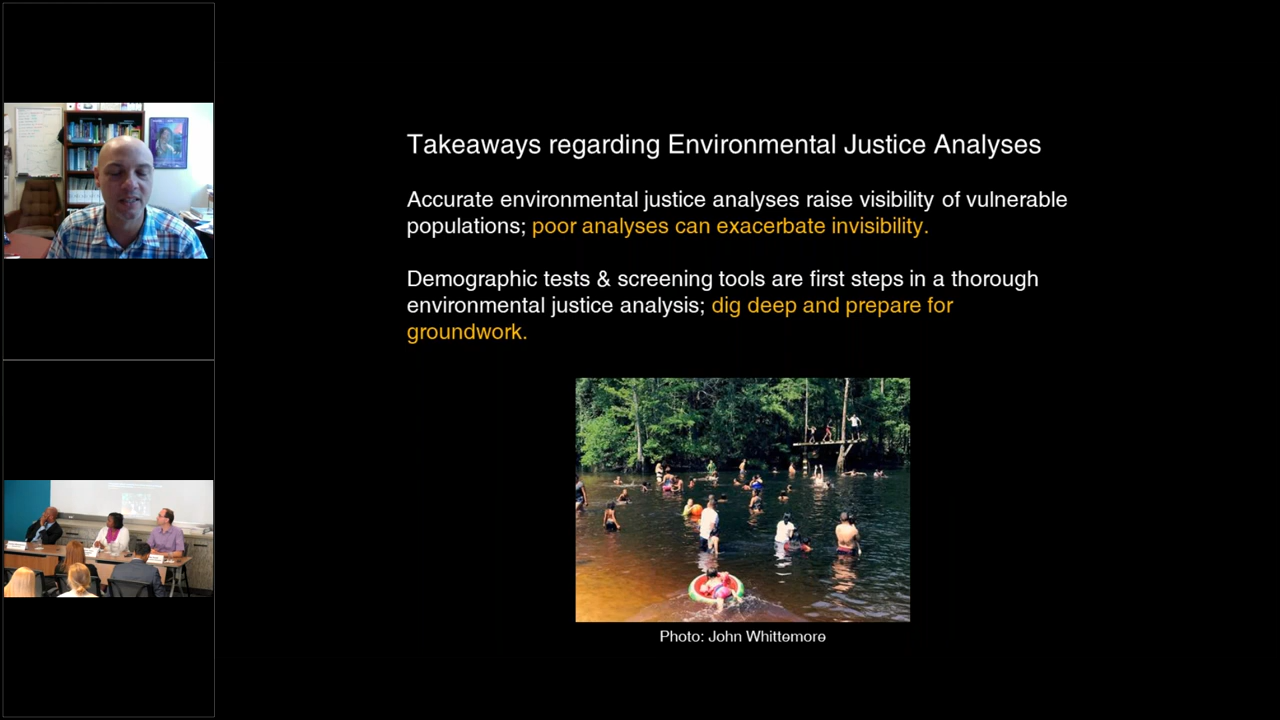 Takeaways regarding Environmental Justice Analyses
Accurate environmental justice analyses raise visibility of vulnerable
populations; poor analyses can exacerbate invisibility.
Demographic tests & screening tools are first steps in a thorough
environmental justice analysis; dig deep and prepare for
groundwork.
Photo: John Whittemore